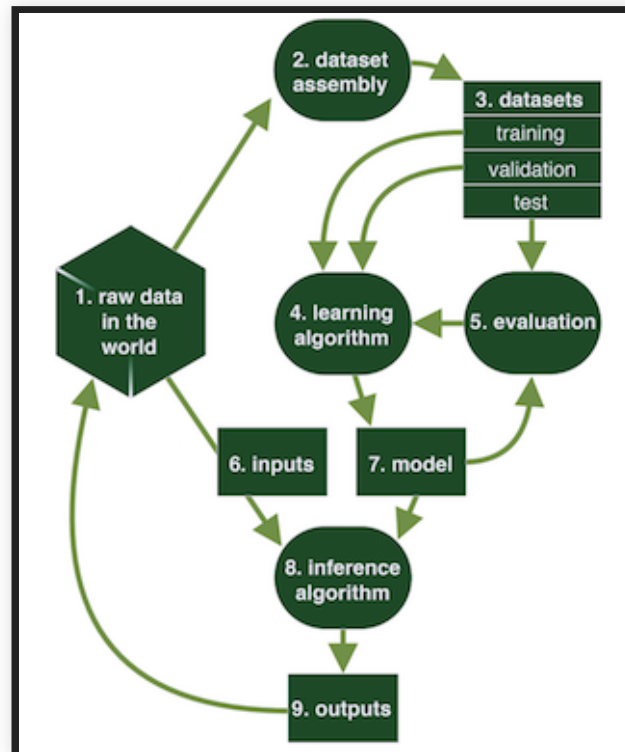 2. dataset
assembly
3. datasets
training
validation
test
1. raw data
in the
world
4. learning
algorithm
5. evaluation
6. inputs
7. model
8. inference
algorithm
9. outputs